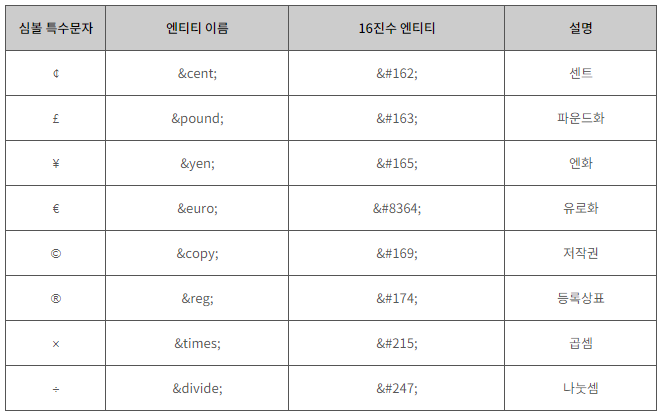 심볼 특수문자 엔티티 이름 16진수 엔티티 설명
¢ &cent; &#162; 센트
£ &pound; &#163; 파운드화
¥ &yen; &#165; 엔화
€ &euro; &#8364; 유로화
© &copy; &#169; 저작권
® &reg; &#174; 등록상표
× &times; &#215; 곱셈
÷ &divide; &#247; 나눗셈